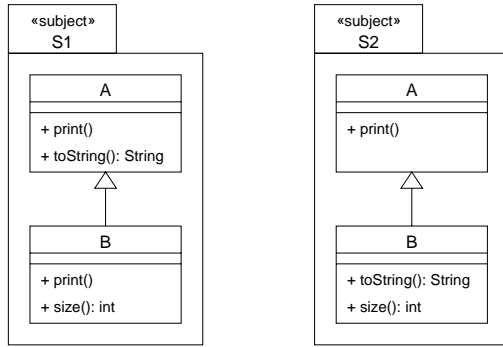 «subject»
S1
A
+ print()
+ toString(): String
B
+ print()
+ size(): int
«subject»
S2
A
+ print()
B
+ toString(): String
+ size(): int